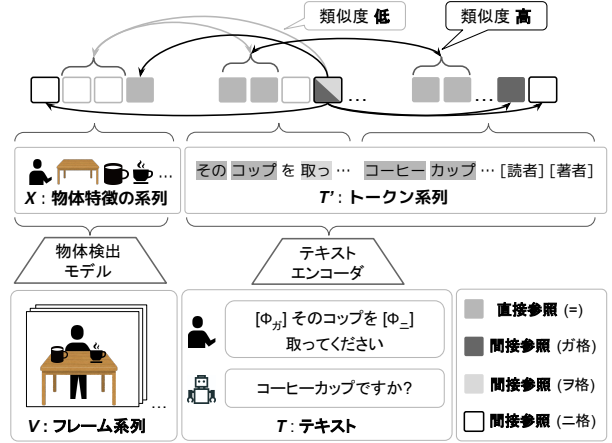 類似度 低
類似度 高
…
…
…
X : 物体特徴の系列
その コップ を 取っ … コーヒー カップ … [読者] [著者]
T' : トークン系列
物体検出
モデル
テキスト
エンコーダ
…
V : フレーム系列
[Φガ] そのコップを [Φニ]
取ってください
コーヒーカップですか?
T : テキスト
直接参照 (=)
間接参照 (ガ格)
間接参照 (ヲ格)
間接参照 (ニ格)